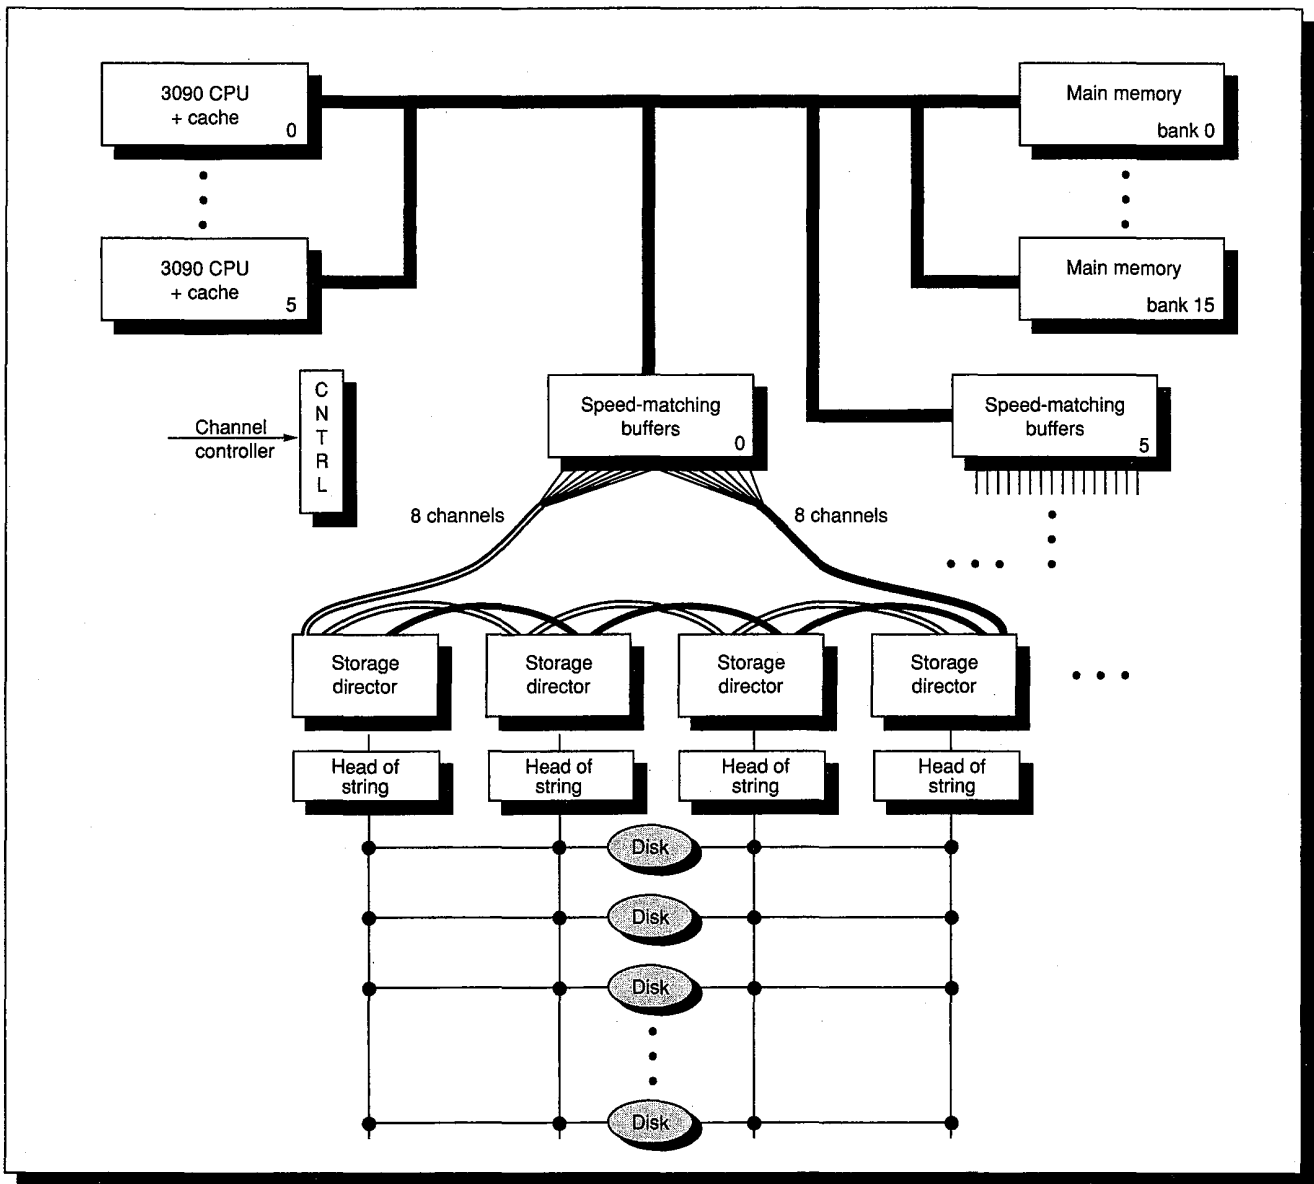 3090 CPU
+ cache
0
Main memory
bank 0
3090 CPU
+ cache
5
Main memory
bank 15
C
N
T
R
L
Channel
controller
Speed-matching
buffers
0
Speed-matching
buffers
5
8 channels
8 channels
Storage
director
Storage
director
Storage
director
Storage
director
Head of
string
Head of
string
Head of
string
Head of
string
Disk
Disk
Disk
Disk